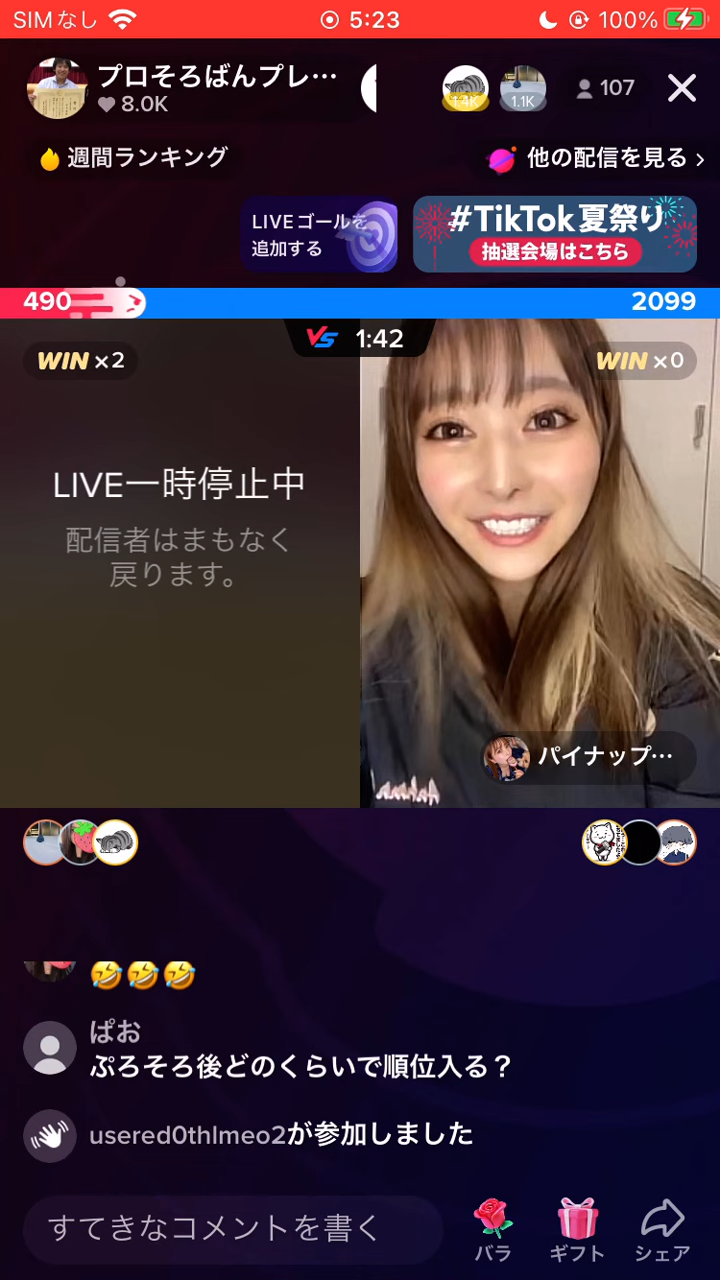 SIMなし
5:23
100%
プロそろばんプレ…
8.0K
1.4K
1.1K
107
週間ランキング
他の配信を見る
LIVEゴールを
追加する
#TikTok夏祭り
抽選会場はこちら
490
2099
VS 1:42
WIN ×2
WIN ×0
LIVE一時停止中
配信者はまもなく
戻ります。
パイナップ…
ぱお
ぷろそろ後どのくらいで順位入る？
usered0thlmeo2が参加しました
すてきなコメントを書く
バラ
ギフト
シェア